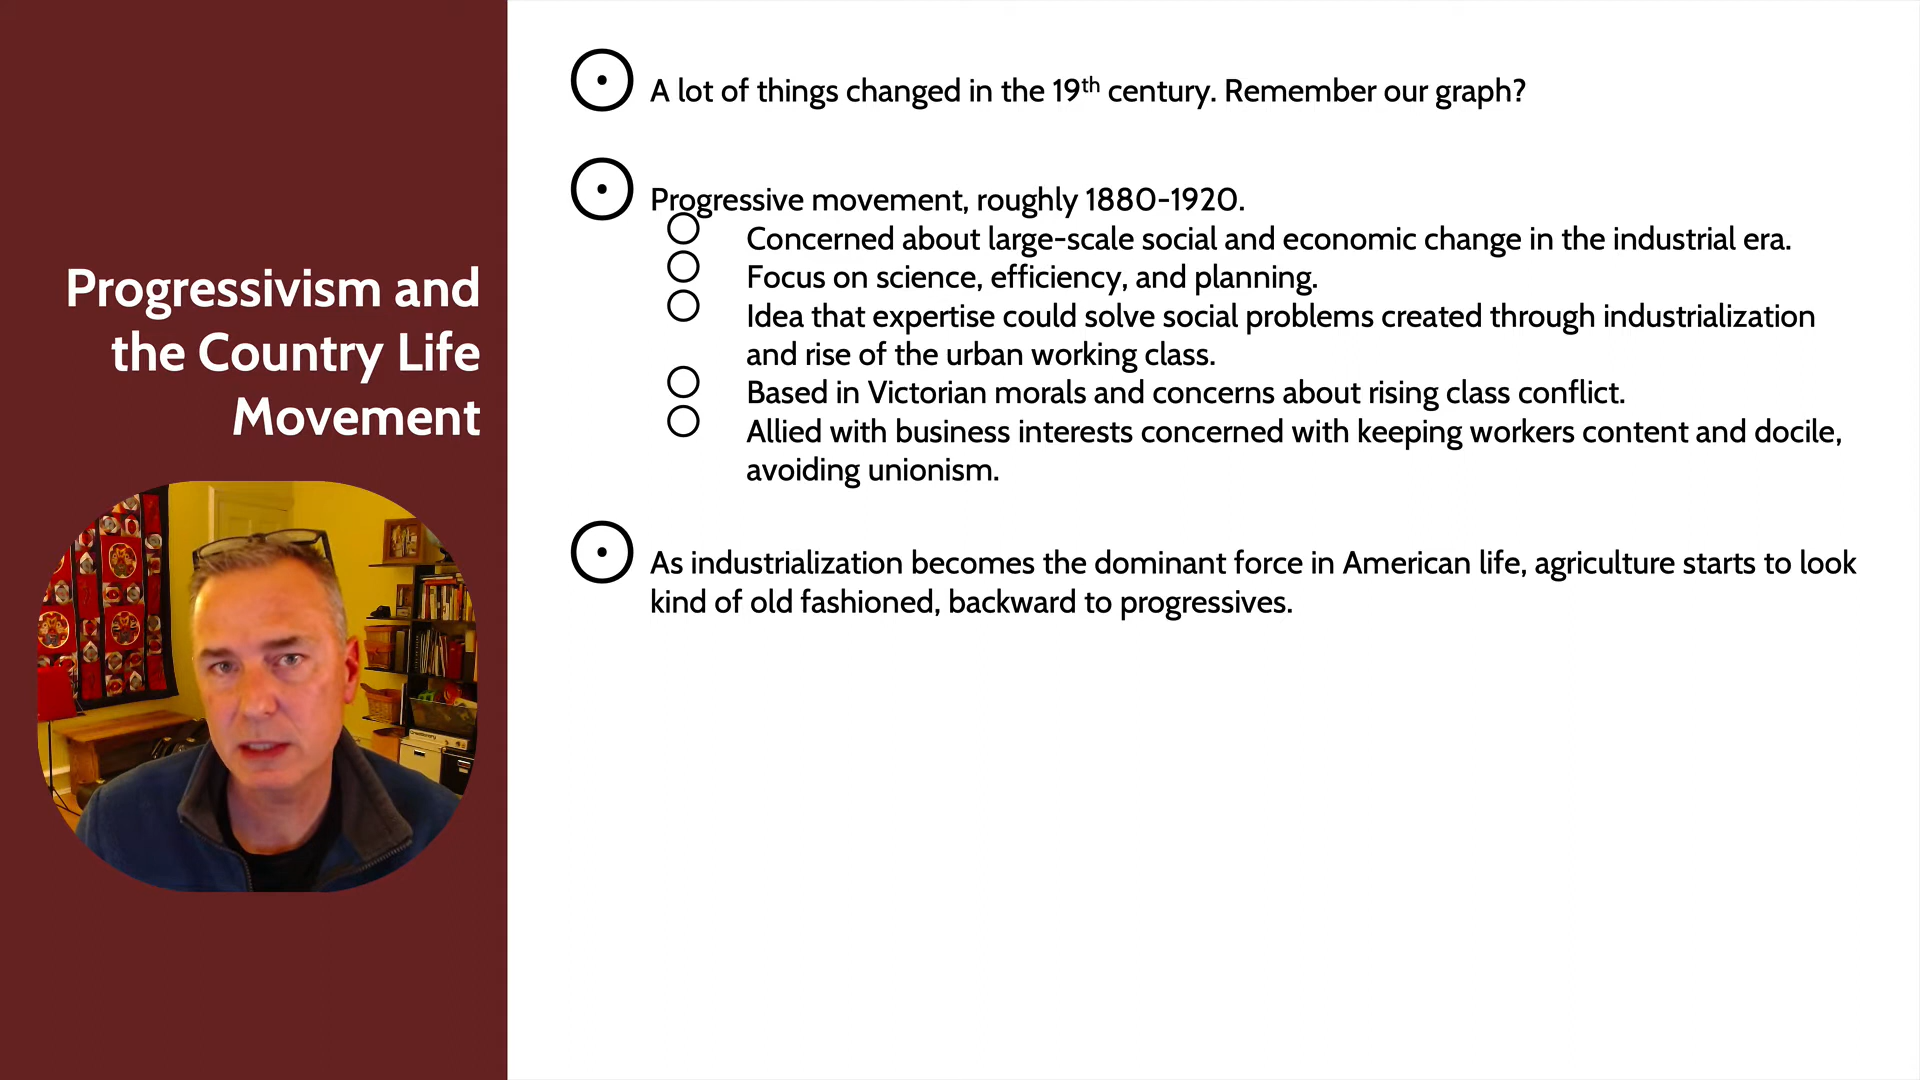 Progressivism and
the Country Life
Movement
A lot of things changed in the 19th century. Remember our graph?
Progressive movement, roughly 1880-1920.
Concerned about large-scale social and economic change in the industrial era.
Focus on science, efficiency, and planning.
Idea that expertise could solve social problems created through industrialization
and rise of the urban working class.
Based in Victorian morals and concerns about rising class conflict.
Allied with business interests concerned with keeping workers content and docile,
avoiding unionism.
As industrialization becomes the dominant force in American life, agriculture starts to look
kind of old fashioned, backward to progressives.